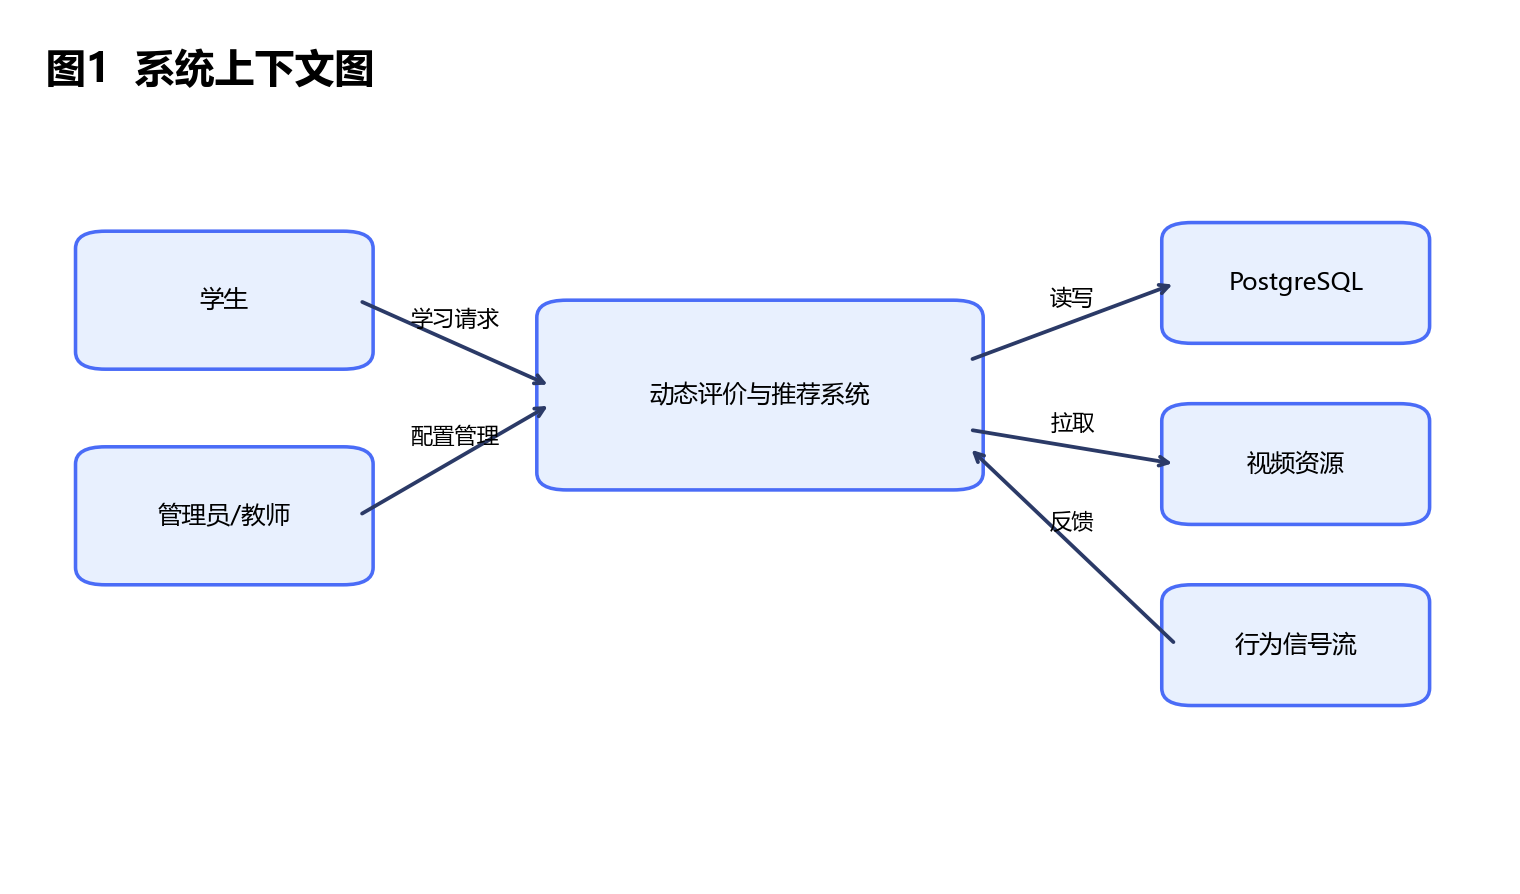 图1 系统上下文图
学生
学习请求
管理员/教师
配置管理
动态评价与推荐系统
读写
PostgreSQL
拉取
视频资源
反馈
行为信号流